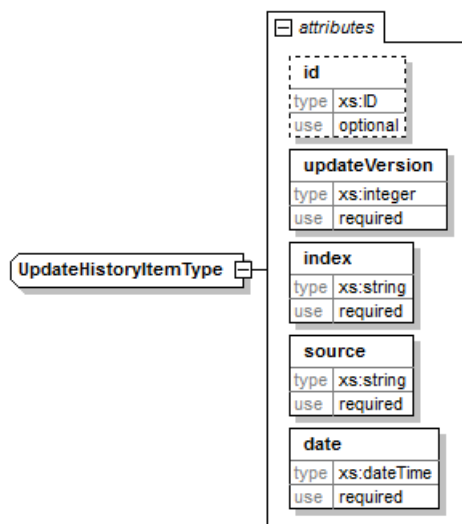 attributes
id
type xs:ID
use optional
updateVersion
type xs:integer
use required
UpdateHistoryItemType
index
type xs:string
use required
source
type xs:string
use required
date
type xs:dateTime
use required